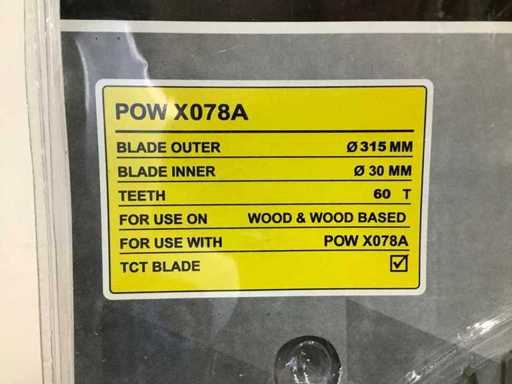 POW X078A
BLADE OUTER Ø 315 MM
BLADE INNER Ø 30 MM
TEETH 60 T
FOR USE ON WOOD & WOOD BASED
FOR USE WITH POW X078A
TCT BLADE ☑